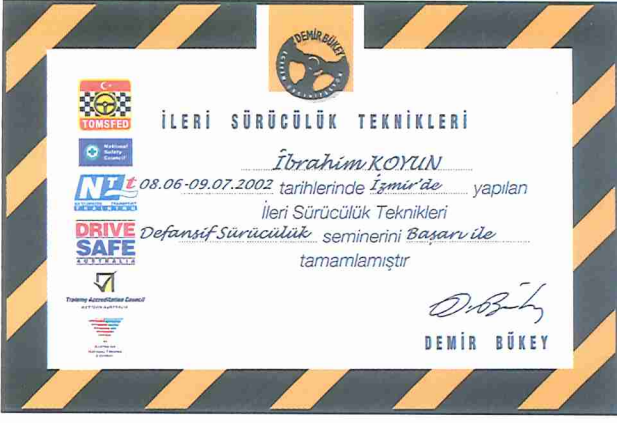 DEMİR BÜKEY
TOMSFED
İLERİ SÜRÜCÜLÜK TEKNİKLERİ
National
Safety
Council
İbrahim KOYUN
NTt 08.06-09.07.2002 tarihlerinde İzmir'de yapılan
TRAINING
İleri Sürücülük Teknikleri
DRIVE SAFE
AUSTRALIA
Defansif Sürücülük seminerini Başarı ile
tamamlamıştır
Training Accreditation Council
DEMİR BÜKEY